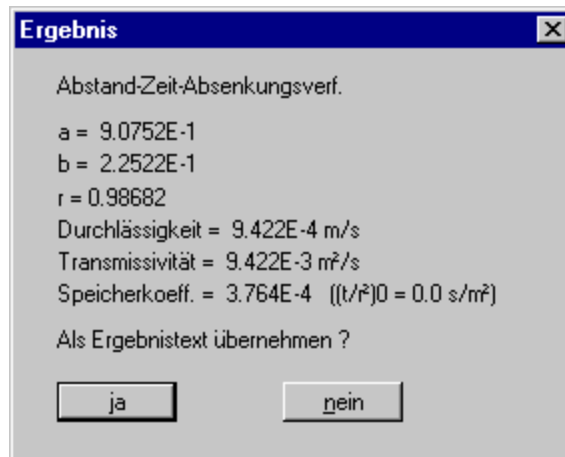 Ergebnis
Abstand-Zeit-Absenkungsverf.
a = 9.0752E-1
b = 2.2522E-1
r = 0.98682
Durchlässigkeit = 9.422E-4 m/s
Transmissivität = 9.422E-3 m²/s
Speicherkoeff. = 3.764E-4 ((t/r²)0 = 0.0 s/m²)
Als Ergebnistext übernehmen ?
ja nein